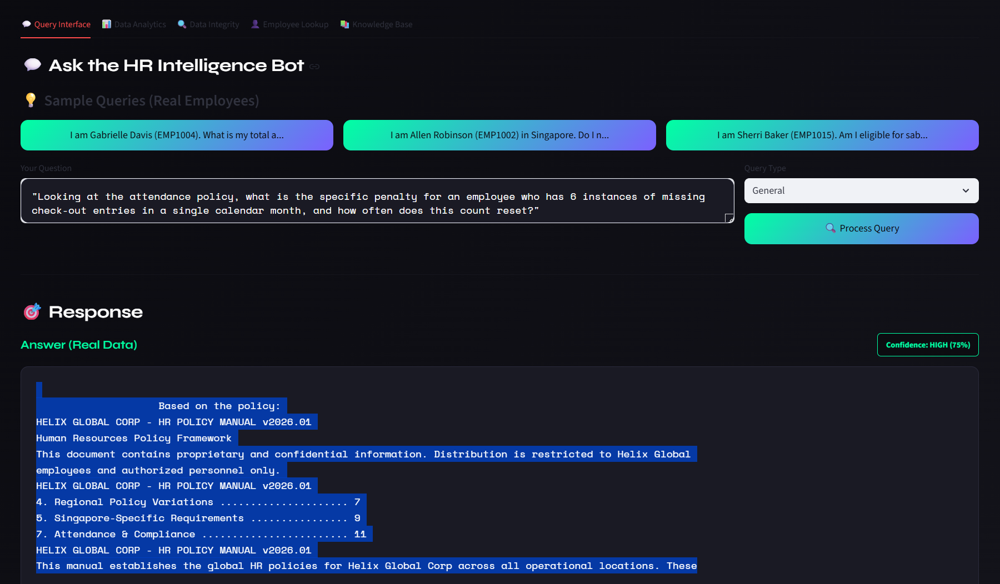 Query Interface
Data Analytics
Data Integrity
Employee Lookup
Knowledge Base
Ask the HR Intelligence Bot
Sample Queries (Real Employees)
I am Gabrielle Davis (EMP1004). What is my total a...
I am Allen Robinson (EMP1002) in Singapore. Do I n...
I am Sherri Baker (EMP1015). Am I eligible for sab...
Your Question
"Looking at the attendance policy, what is the specific penalty for an employee who has 6 instances of missing
check-out entries in a single calendar month, and how often does this count reset?"
Query Type
General
Process Query
Response
Answer (Real Data)
Confidence: HIGH (75%)
Based on the policy:
HELIX GLOBAL CORP - HR POLICY MANUAL v2026.01
Human Resources Policy Framework
This document contains proprietary and confidential information. Distribution is restricted to Helix Global
employees and authorized personnel only.
HELIX GLOBAL CORP - HR POLICY MANUAL v2026.01
4. Regional Policy Variations ..................... 7
5. Singapore-Specific Requirements ................ 9
7. Attendance & Compliance ........................ 11
HELIX GLOBAL CORP - HR POLICY MANUAL v2026.01
This manual establishes the global HR policies for Helix Global Corp across all operational locations. These